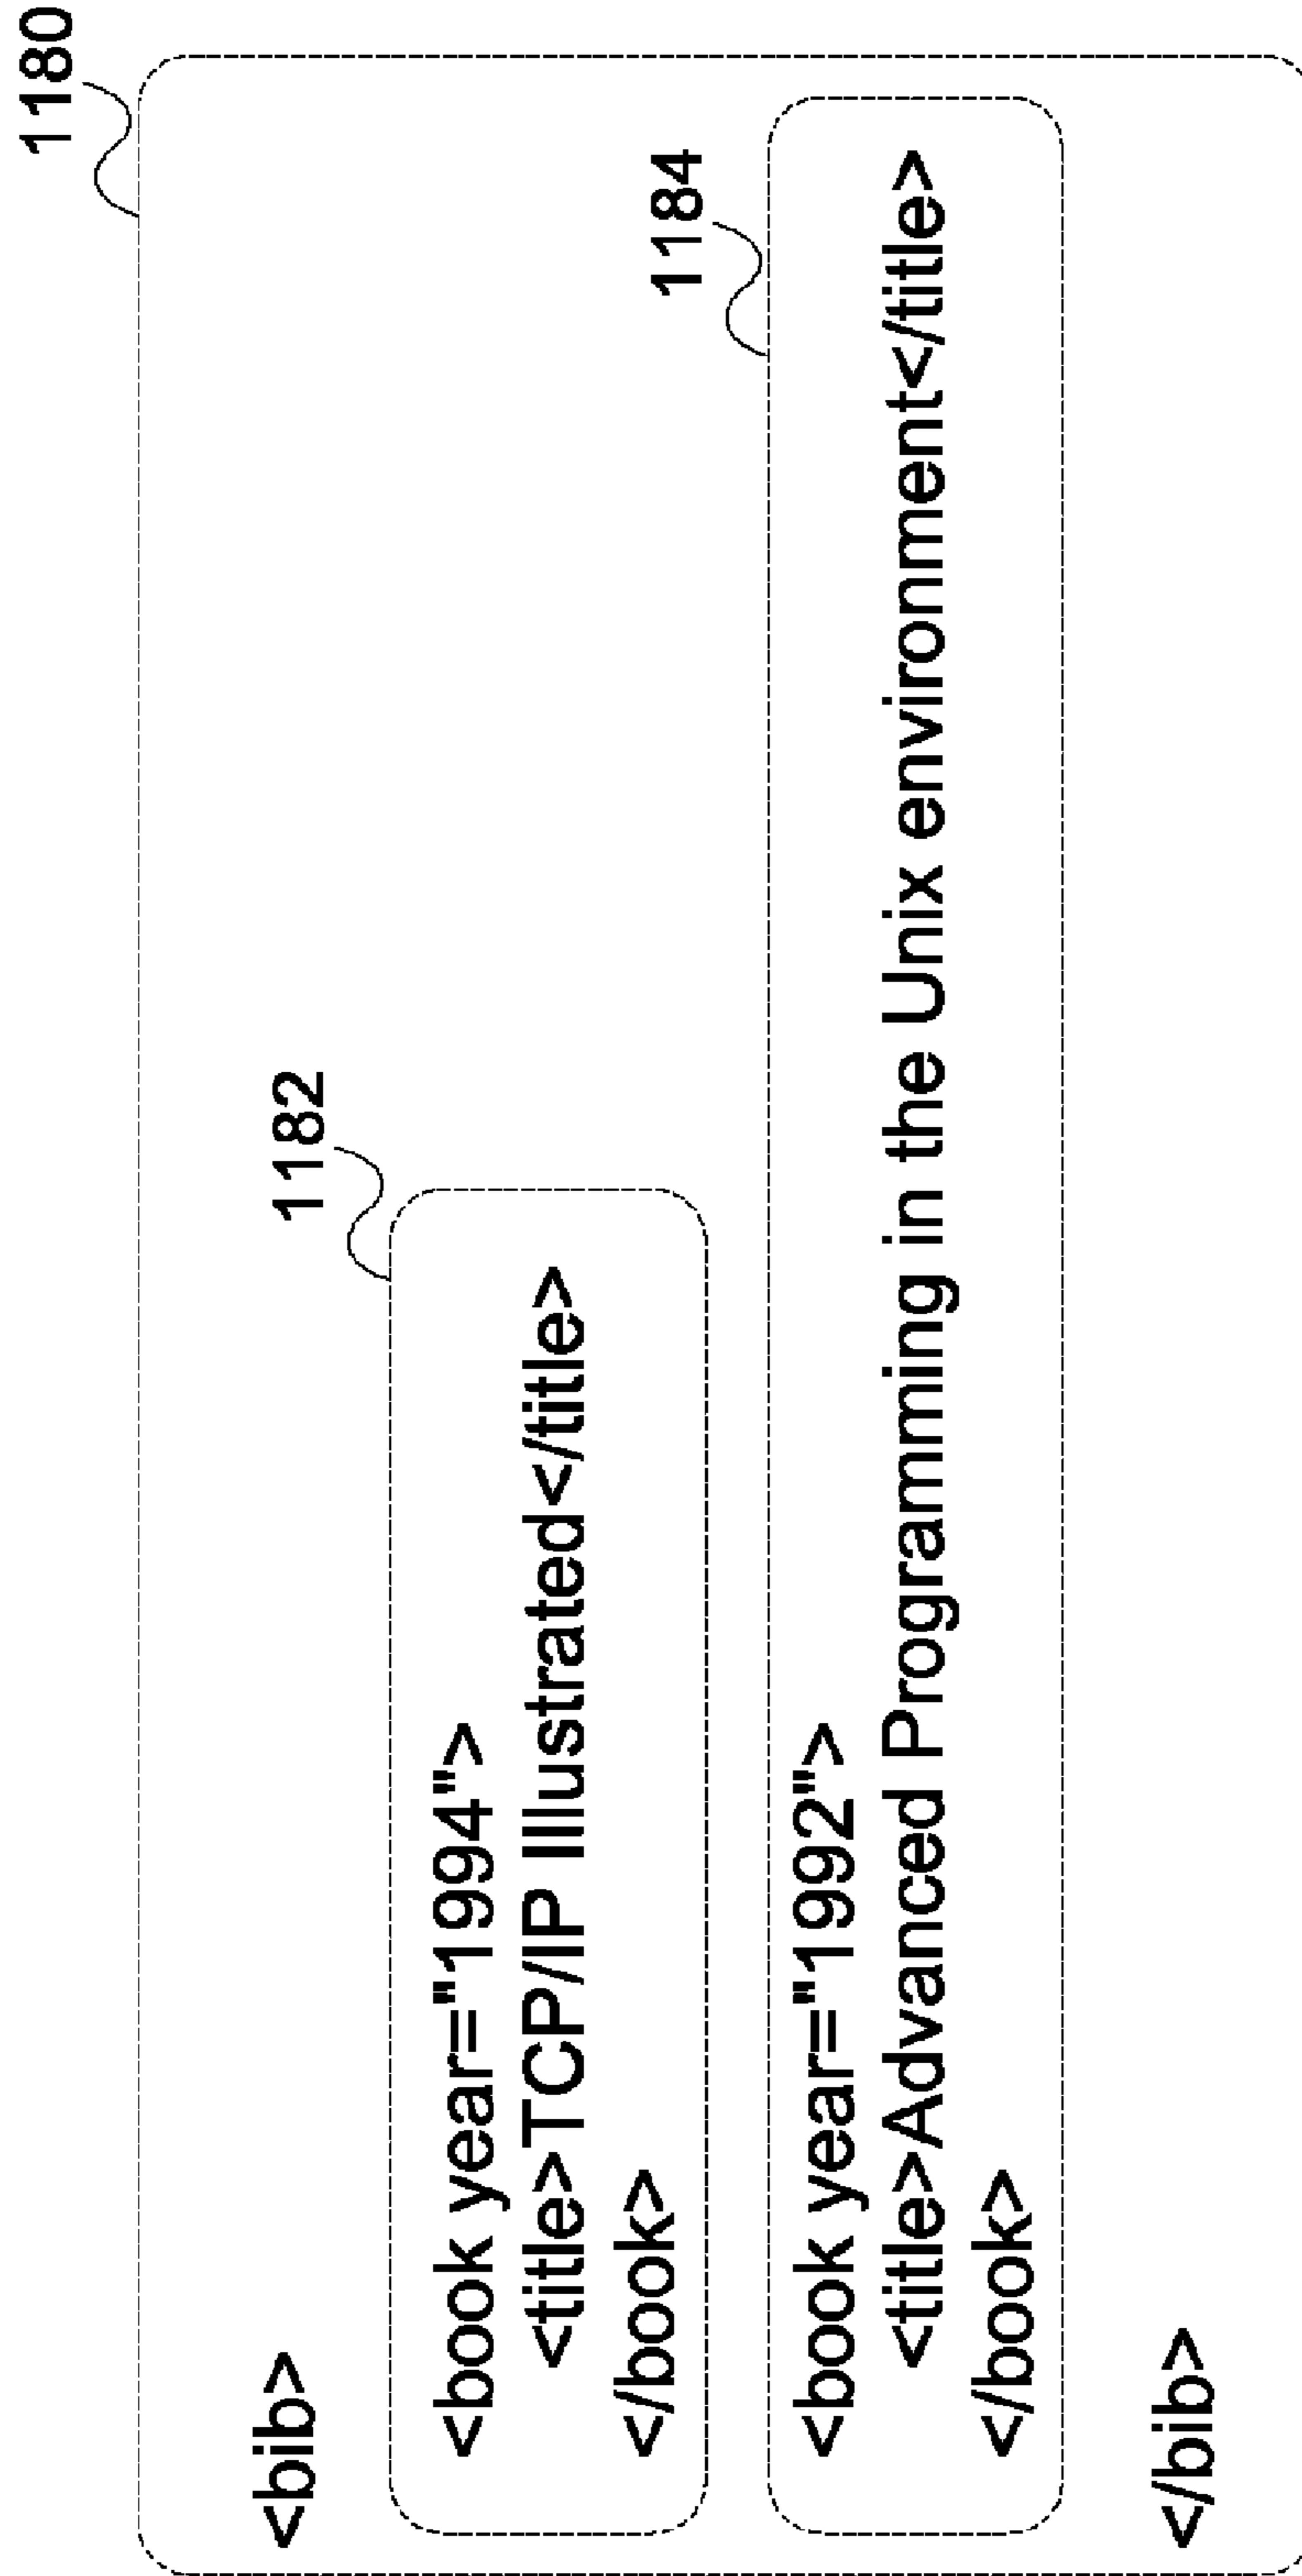 1180
<bib>
1182
<book year="1994">
<title>TCP/IP Illustrated</title>
</book>
1184
<book year="1992">
<title>Advanced Programming in the Unix environment</title>
</book>
</bib>